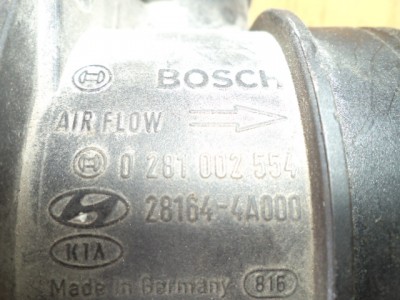 BOSCH
AIR FLOW
0 281 002 554
28164-4A000
KIA
Made in Germany 816